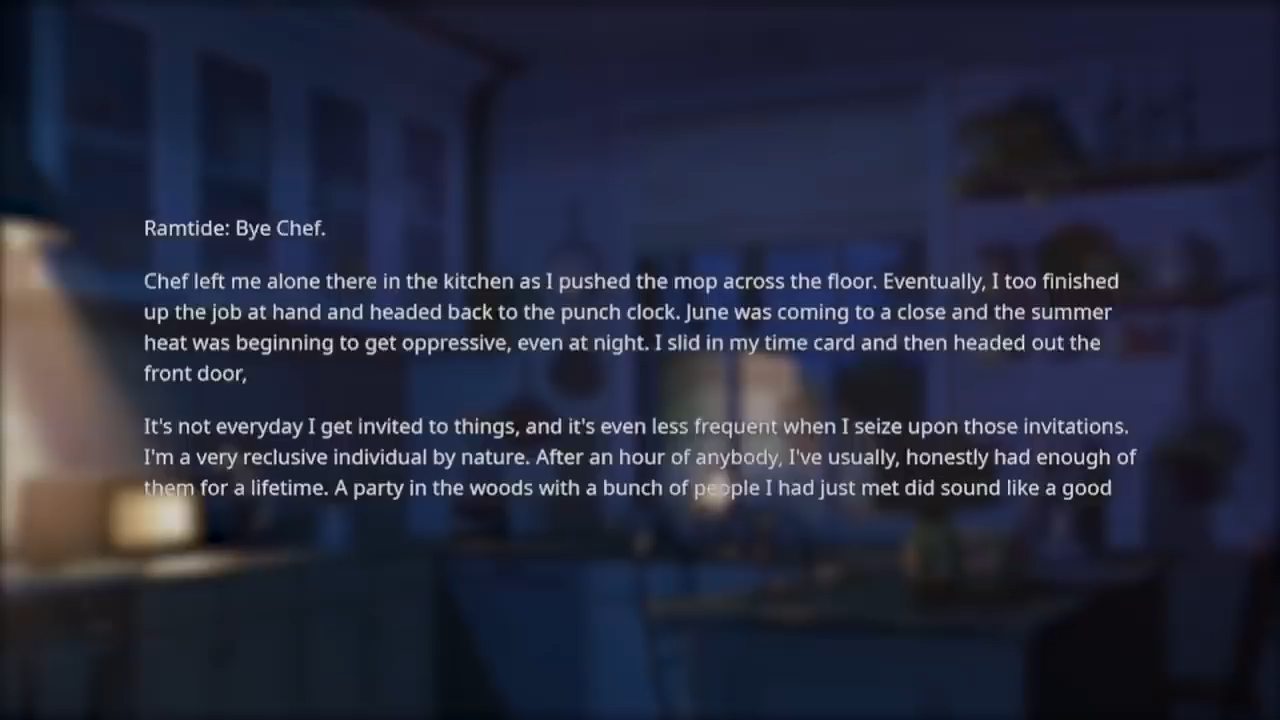 Ramtide: Bye Chef.
Chef left me alone there in the kitchen as I pushed the mop across the floor. Eventually, I too finished
up the job at hand and headed back to the punch clock. June was coming to a close and the summer
heat was beginning to get oppressive, even at night. I slid in my time card and then headed out the
front door,
It's not everyday I get invited to things, and it's even less frequent when I seize upon those invitations.
I'm a very reclusive individual by nature. After an hour of anybody, I've usually, honestly had enough of
them for a lifetime. A party in the woods with a bunch of people I had just met did sound like a good